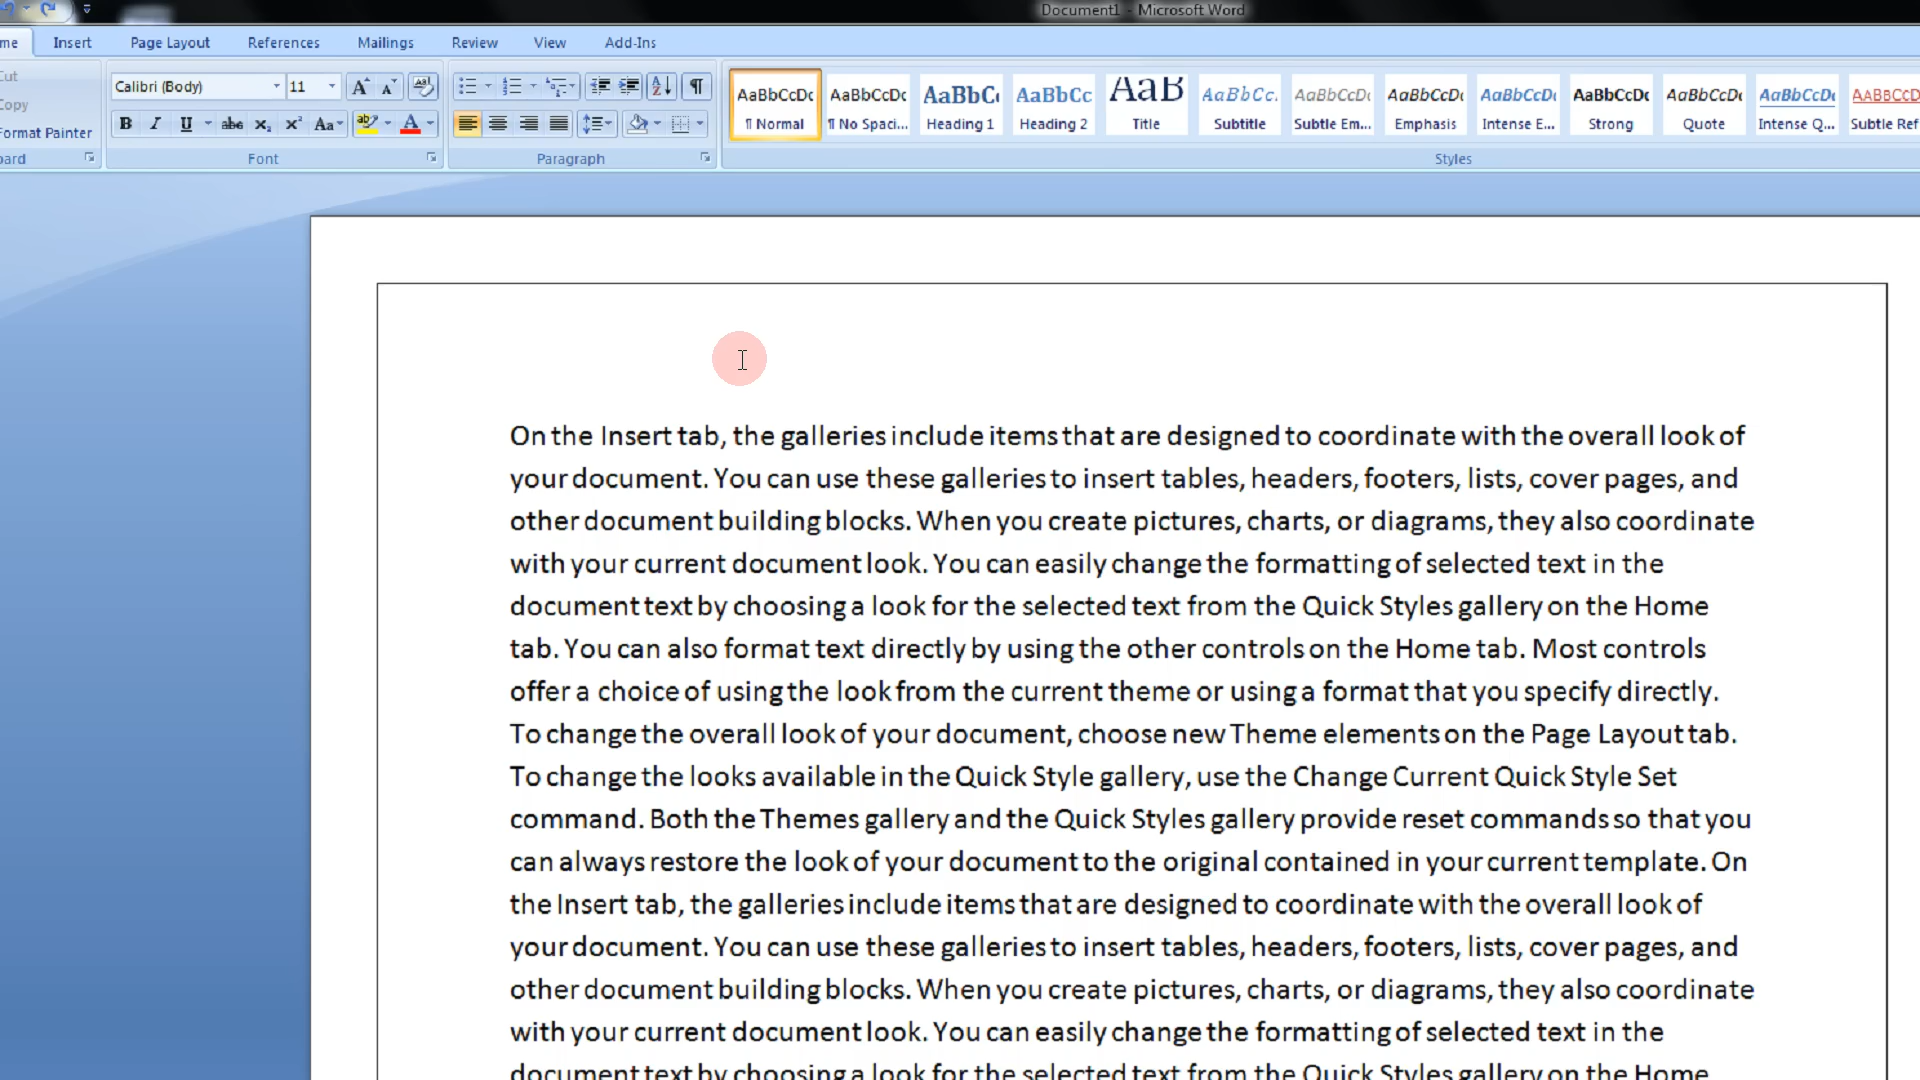 Document1 - Microsoft Word
Insert Page Layout References Mailings Review View Add-Ins
Calibri (Body) 11
Copy
Format Painter
B I U abc X₂ X² Aa
AaBbCcDc AaBbCcDc AaBbC AaBbCc AaB AaBbCc. AaBbCcDc AaBbCcDc AaBbCcDc AaBbCcDc AaBbCcDc AaBbCcDc AABBCCD
¶ Normal ¶ No Spaci... Heading 1 Heading 2 Title Subtitle Subtle Em... Emphasis Intense E... Strong Quote Intense Q... Subtle Ref
Font Paragraph Styles
On the Insert tab, the galleries include items that are designed to coordinate with the overall look of
your document. You can use these galleries to insert tables, headers, footers, lists, cover pages, and
other document building blocks. When you create pictures, charts, or diagrams, they also coordinate
with your current document look. You can easily change the formatting of selected text in the
document text by choosing a look for the selected text from the Quick Styles gallery on the Home
tab. You can also format text directly by using the other controls on the Home tab. Most controls
offer a choice of using the look from the current theme or using a format that you specify directly.
To change the overall look of your document, choose new Theme elements on the Page Layout tab.
To change the looks available in the Quick Style gallery, use the Change Current Quick Style Set
command. Both the Themes gallery and the Quick Styles gallery provide reset commands so that you
can always restore the look of your document to the original contained in your current template. On
the Insert tab, the galleries include items that are designed to coordinate with the overall look of
your document. You can use these galleries to insert tables, headers, footers, lists, cover pages, and
other document building blocks. When you create pictures, charts, or diagrams, they also coordinate
with your current document look. You can easily change the formatting of selected text in the
document text by choosing a look for the selected text from the Quick Styles gallery on the Home